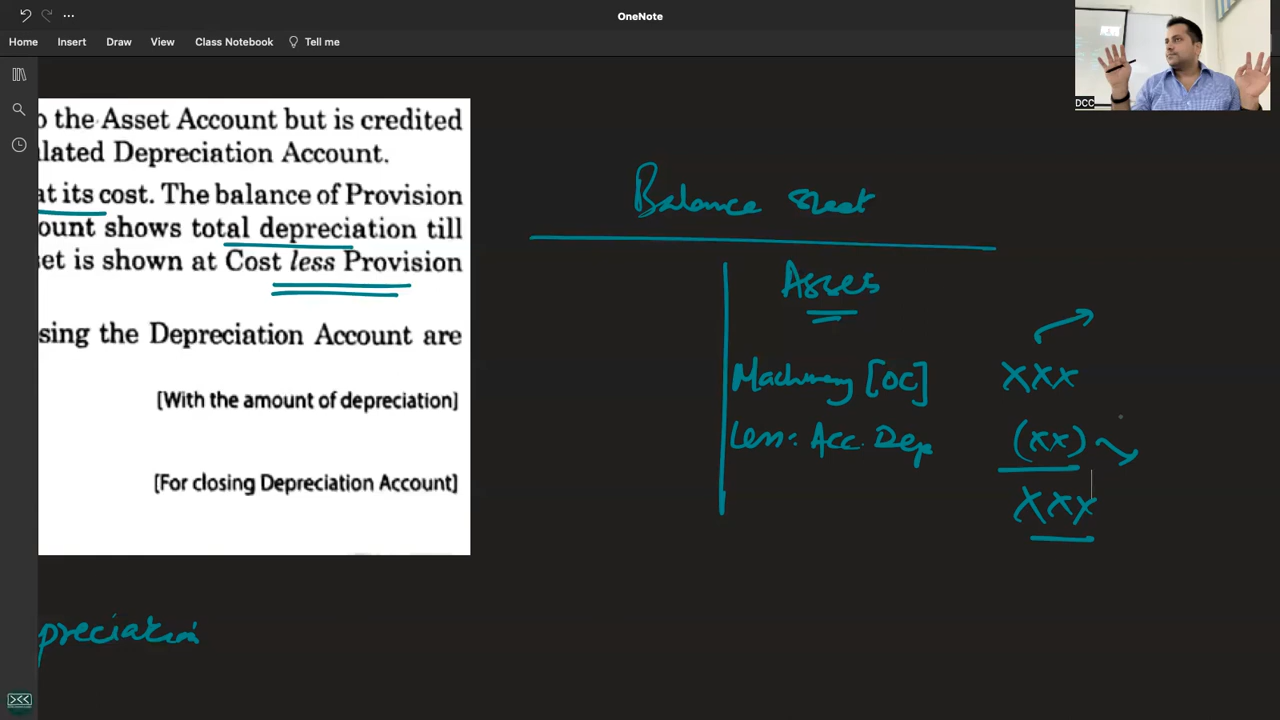 OneNote
Home Insert Draw View Class Notebook Tell me
DCC
o the Asset Account but is credited
lated Depreciation Account.
at its cost. The balance of Provision
ount shows total depreciation till
set is shown at Cost less Provision
sing the Depreciation Account are
[With the amount of depreciation]
[For closing Depreciation Account]
preciation
Balance sheet
Assets
Machinery [OC] XXX
Less: Acc. Dep (XX)
XXX